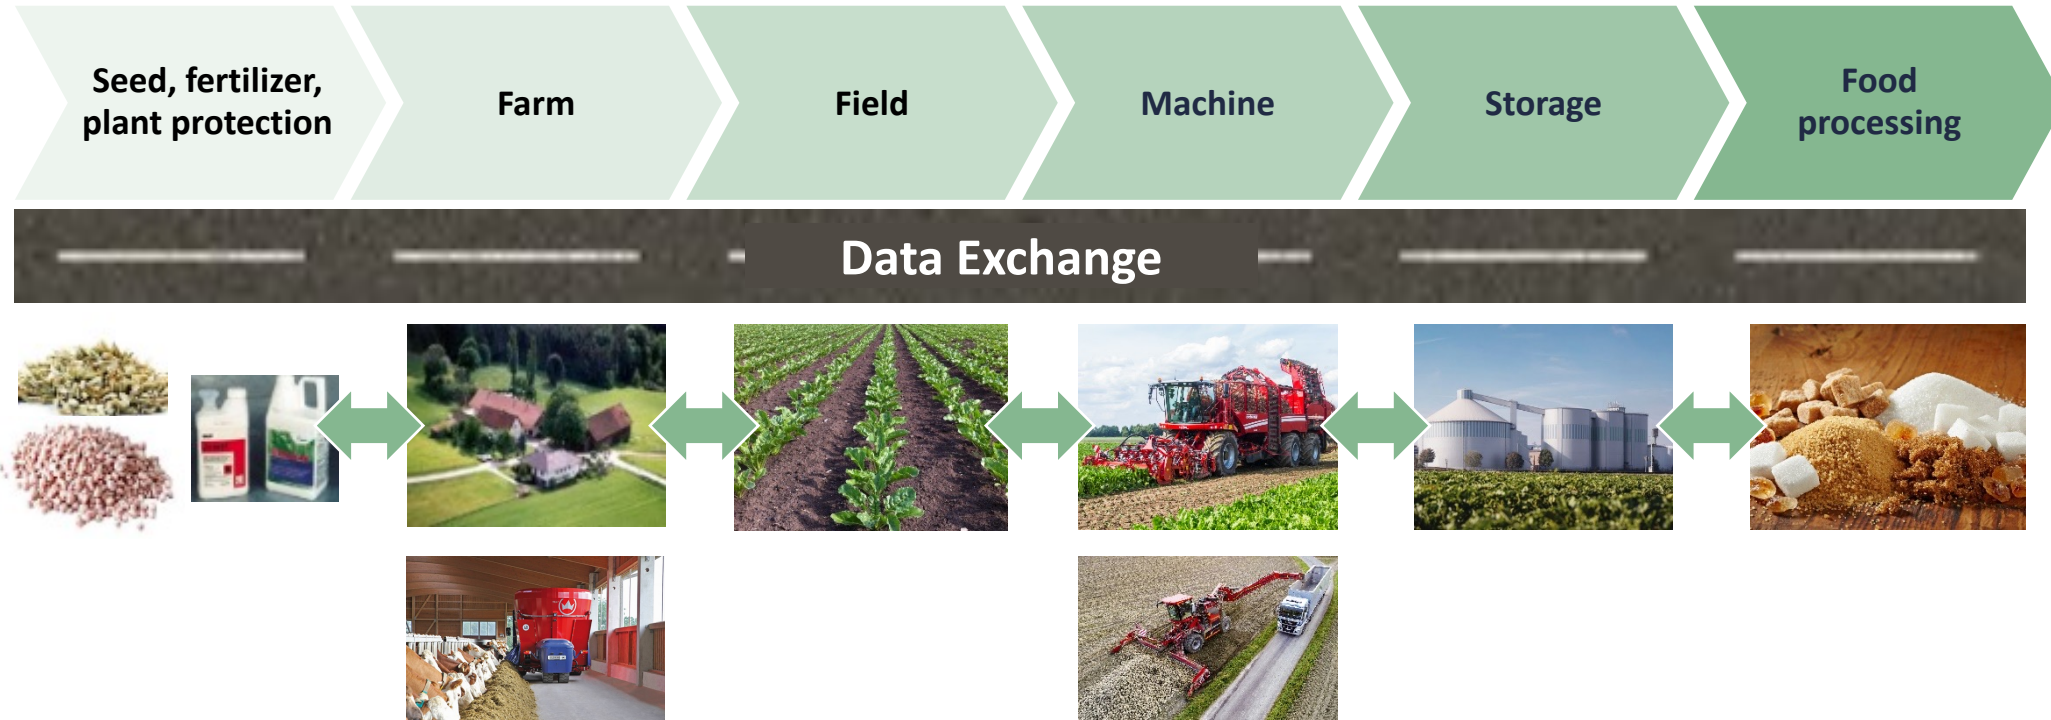 Seed, fertilizer,
plant protection
Farm
Field
Machine
Storage
Food
processing
Data Exchange